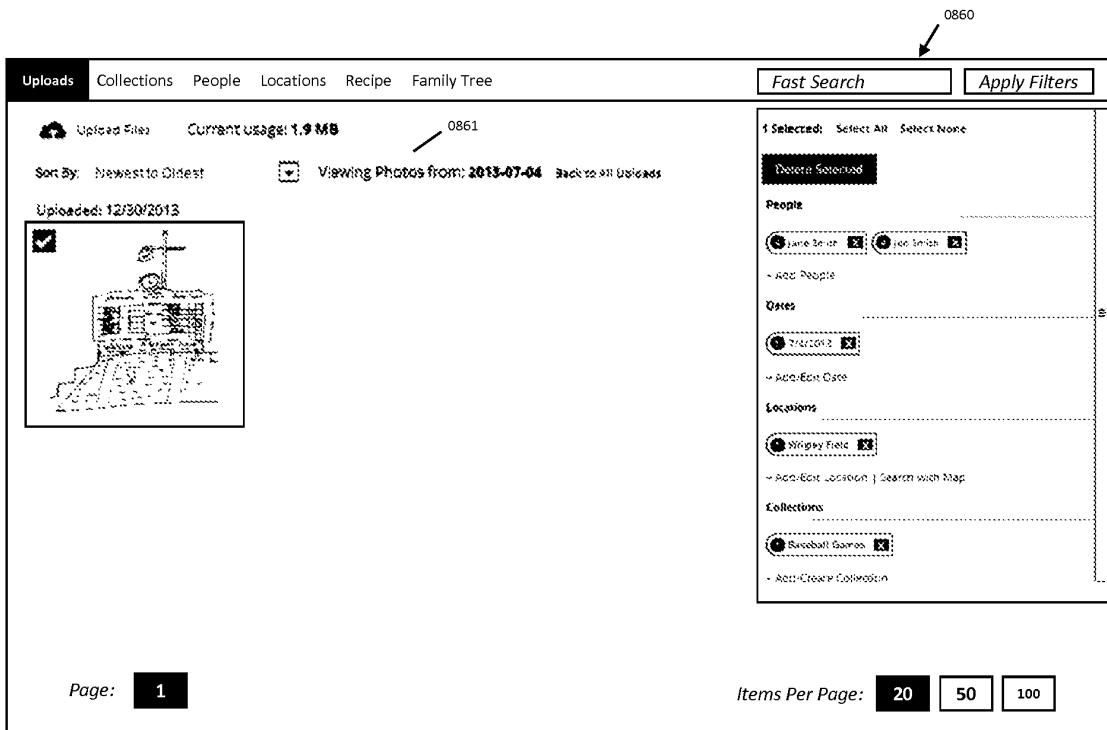 0860
Uploads Collections People Locations Recipe Family Tree Fast Search Apply Filters
Upload Files Current usage: 1.9 MB 0861
1 Selected: Select All Select None
Sort By: Newest to Oldest Viewing Photos from: 2013-07-04 Back to All Uploads
Delete Selected
Uploaded: 12/30/2013
People
Jane Smith X Jon Smith X
+ Add People
Dates
X
+ Add/Edit Date
Locations
Wrigley Field X
+ Add/Edit Location | Search with Map
Collections
Baseball Games X
+ Add/Create Collection
Page: 1
Items Per Page: 20 50 100